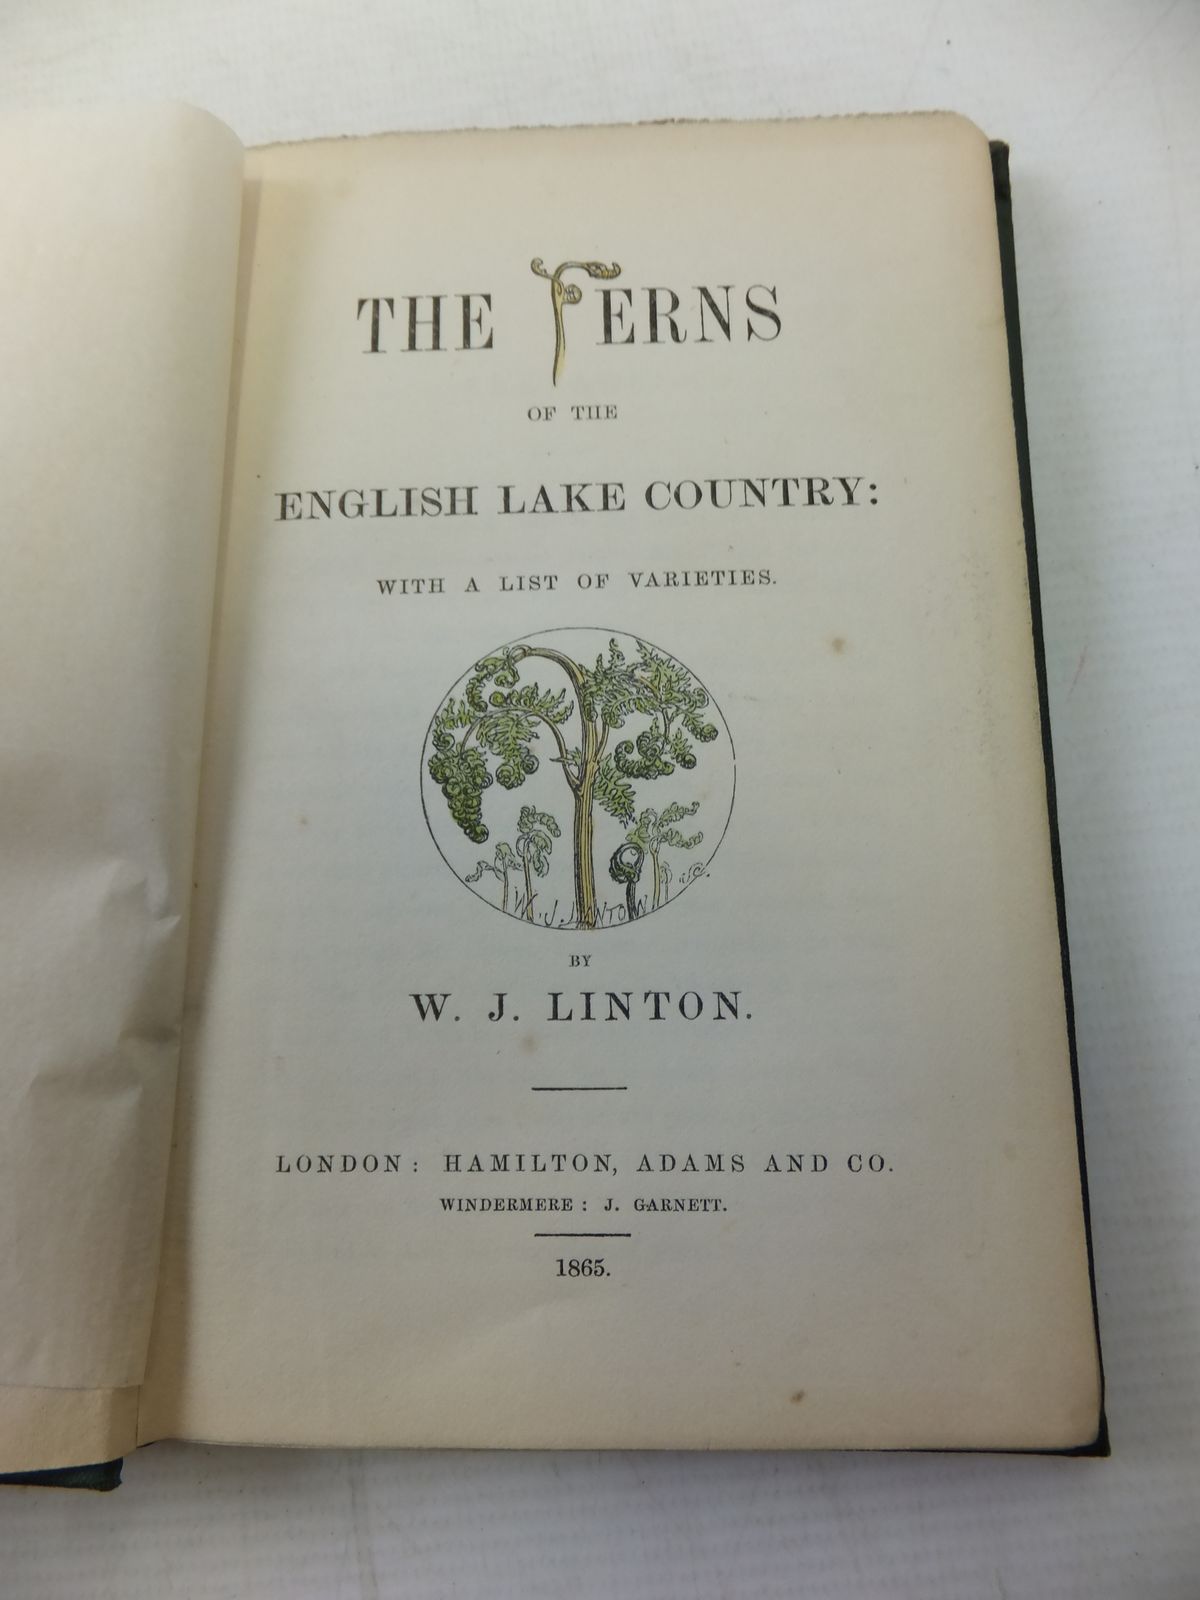 THE FERNS
OF THE
ENGLISH LAKE COUNTRY:
WITH A LIST OF VARIETIES.
W. J. LINTON
BY
W. J. LINTON.
LONDON: HAMILTON, ADAMS AND CO.
WINDERMERE: J. GARNETT.
1865.